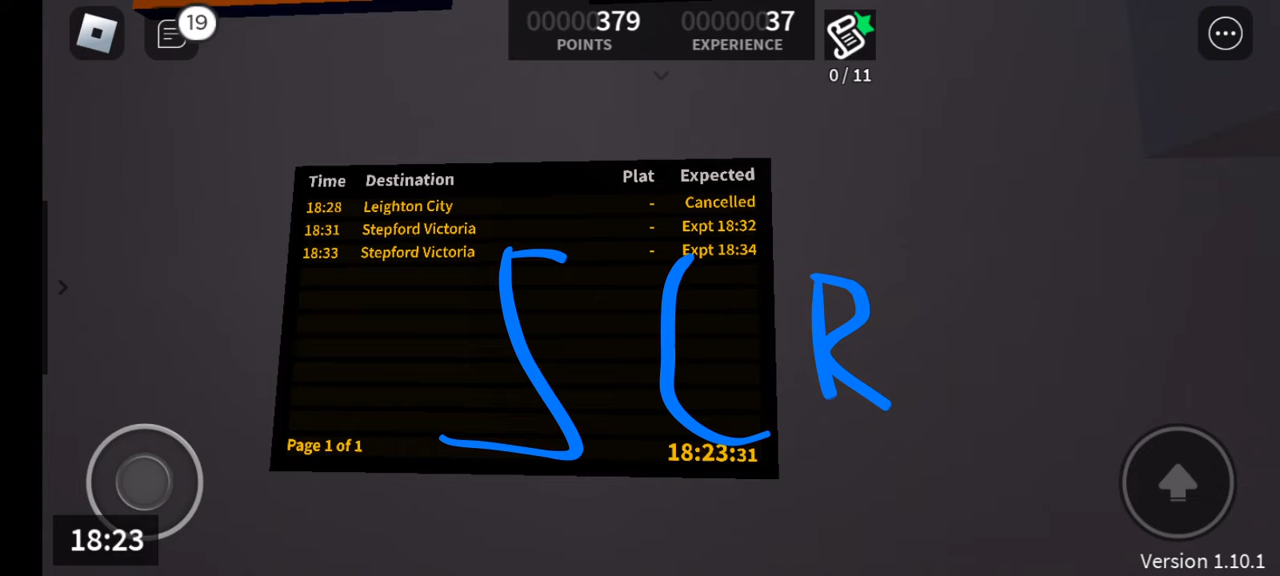 19
00000379 POINTS
00000037 EXPERIENCE
0 / 11
Time Destination Plat Expected
18:28 Leighton City - Cancelled
18:31 Stepford Victoria - Expt 18:32
18:33 Stepford Victoria - Expt 18:34
SCR
Page 1 of 1 18:23:31
18:23
Version 1.10.1